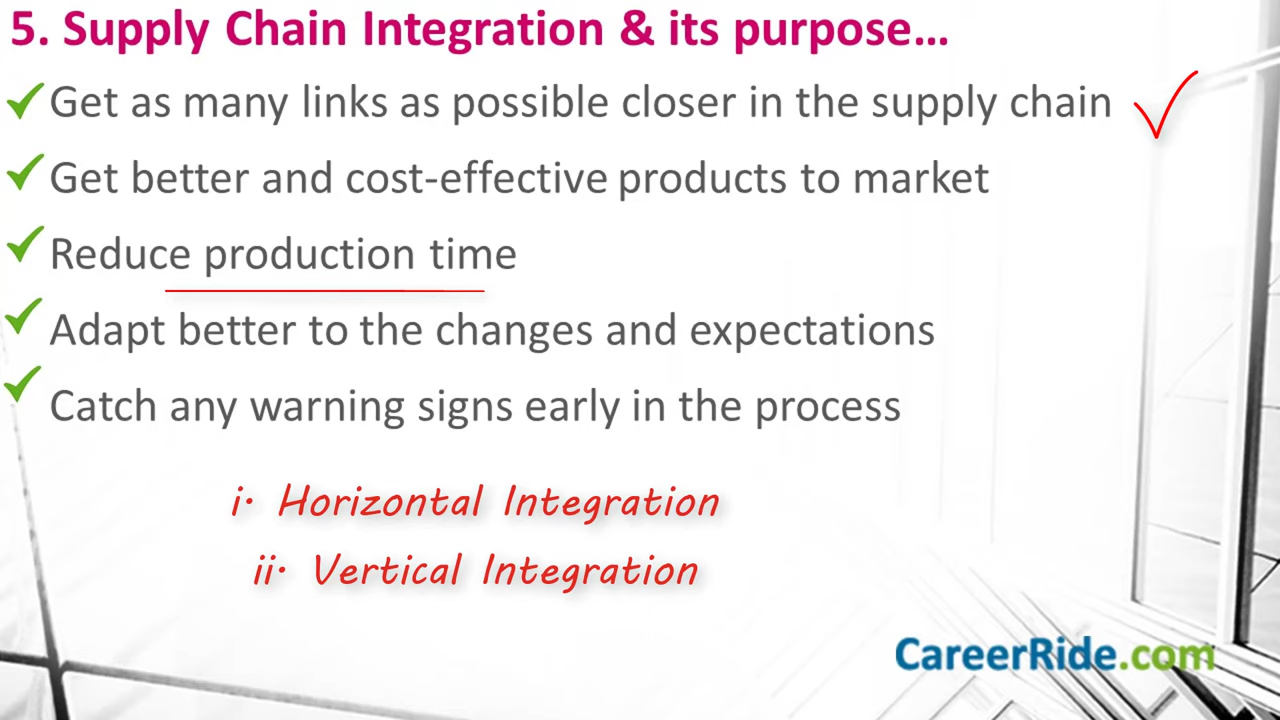 5. Supply Chain Integration & its purpose...
Get as many links as possible closer in the supply chain
Get better and cost-effective products to market
Reduce production time
Adapt better to the changes and expectations
Catch any warning signs early in the process
i. Horizontal Integration
ii. Vertical Integration
CareerRide.com